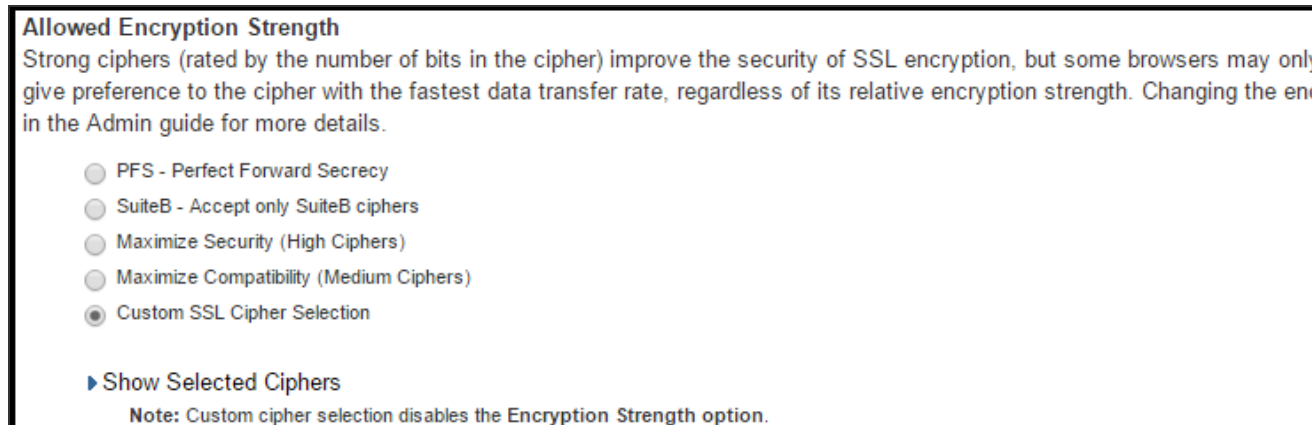 Allowed Encryption Strength
Strong ciphers (rated by the number of bits in the cipher) improve the security of SSL encryption, but some browsers may only
give preference to the cipher with the fastest data transfer rate, regardless of its relative encryption strength. Changing the
in the Admin guide for more details.
PFS - Perfect Forward Secrecy
SuiteB - Accept only SuiteB ciphers
Maximize Security (High Ciphers)
Maximize Compatibility (Medium Ciphers)
Custom SSL Cipher Selection
Show Selected Ciphers
Note: Custom cipher selection disables the Encryption Strength option.